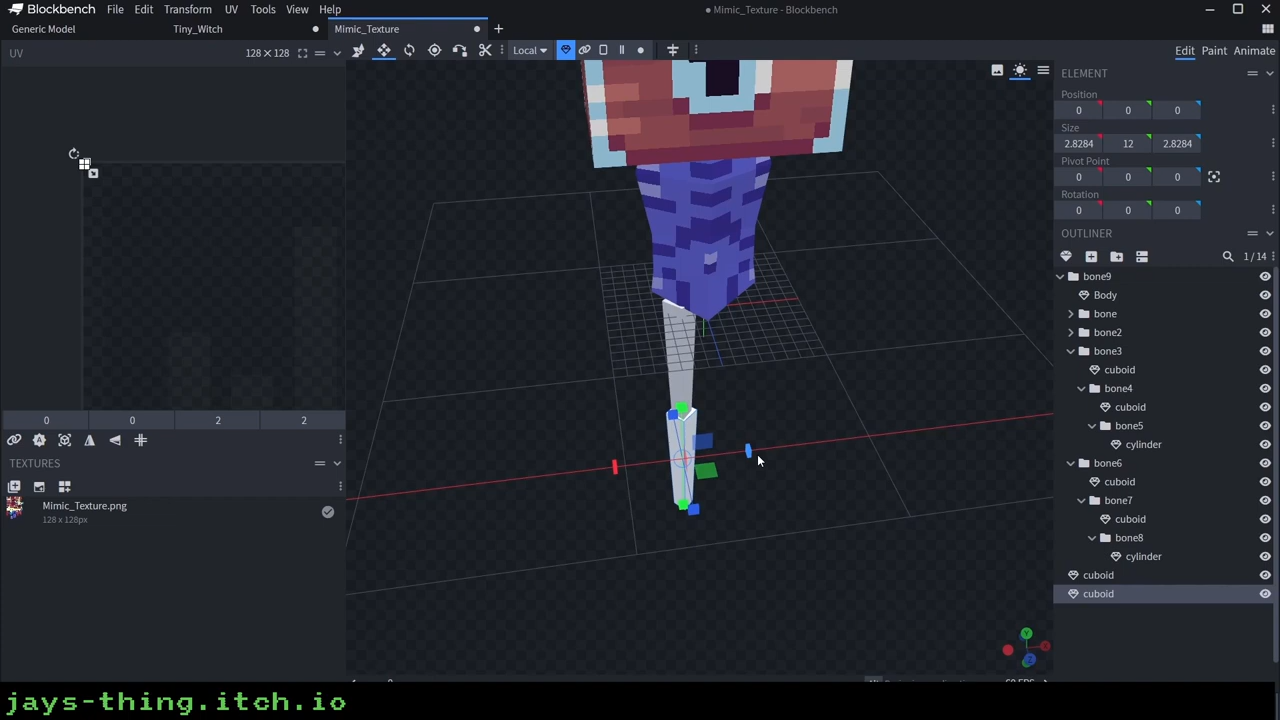 Blockbench File Edit Transform UV Tools View Help
Mimic_Texture - Blockbench
Generic Model Tiny_Witch Mimic_Texture
UV 128 × 128
Local
Edit Paint Animate
ELEMENT
Position
0 0 0
Size
2.8284 12 2.8284
Pivot Point
0 0 0
Rotation
0 0 0
OUTLINER
1 / 14
bone9
Body
bone
bone2
bone3
cuboid
bone4
cuboid
bone5
cylinder
bone6
cuboid
bone7
cuboid
bone8
cylinder
cuboid
cuboid
0 0 2 2
TEXTURES
Mimic_Texture.png
128 x 128px
jays-thing.itch.io